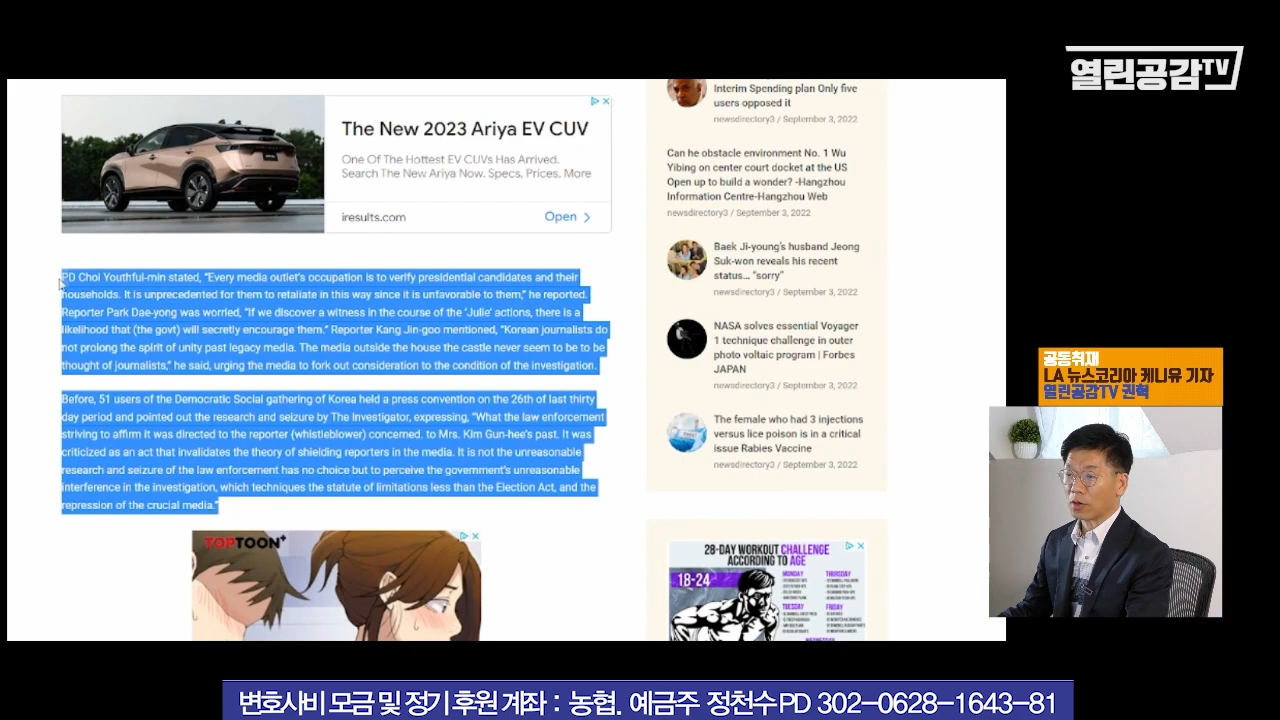 열린공감TV
The New 2023 Ariya EV CUV
One Of The Hottest EV CUVs Has Arrived.
Search The New Ariya Now. Specs, Prices, More
iresults.com
Open
PD Choi Youthful-min stated, “Every media outlet's occupation is to verify presidential candidates and their
households. It is unprecedented for them to retaliate in this way since it is unfavorable to them,” he reported.
Reporter Park Dae-yong was worried, “If we discover a witness in the course of the ‘Julie’ actions, there is a
likelihood that (the govt) will secretly encourage them.” Reporter Kang Jin-goo mentioned, “Korean journalists do
not prolong the spirit of unity past legacy media. The media outside the house the castle never seem to be to be
thought of journalists,” he said, urging the media to fork out consideration to the condition of the investigation.
Before, 51 users of the Democratic Social gathering of Korea held a press convention on the 26th of last thirty
day period and pointed out the research and seizure by The Investigator, expressing, “What the law enforcement
striving to affirm It was directed to the reporter (whistleblower) concerned. to Mrs. Kim Gun-hee's past. It was
criticized as an act that invalidates the theory of shielding reporters in the media. It is not the unreasonable
research and seizure of the law enforcement has no choice but to perceive the government's unreasonable
interference in the investigation, which techniques the statute of limitations less than the Election Act, and the
repression of the crucial media.”
TOPTOON+
Interim Spending plan Only five
users opposed it
newsdirectory3 / September 3, 2022
Can he obstacle environment No. 1 Wu
Yibing on center court docket at the US
Open up to build a wonder? -Hangzhou
Information Centre-Hangzhou Web
newsdirectory3 / September 3, 2022
Baek Ji-young's husband Jeong
Suk-won reveals his recent
status... “sorry”
newsdirectory3 / September 3, 2022
NASA solves essential Voyager
1 technique challenge in outer
photo voltaic program | Forbes
JAPAN
newsdirectory3 / September 3, 2022
The female who had 3 injections
versus lice poison is in a critical
issue Rabies Vaccine
newsdirectory3 / September 3, 2022
28-DAY WORKOUT CHALLENGE
ACCORDING TO AGE
18-24
MONDAY
THURSDAY
TUESDAY
FRIDAY
공동취재
LA 뉴스코리아 케니유 기자
열린공감TV 권혁
변호사비 모금 및 정기 후원 계좌 : 농협. 예금주 정천수PD 302-0628-1643-81